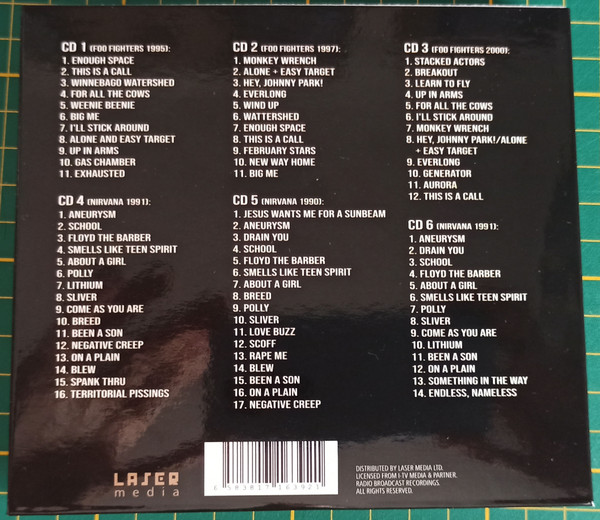 CD 1 (FOO FIGHTERS 1995):
1. ENOUGH SPACE
2. THIS IS A CALL
3. WINNEBAGO WATERSHED
4. FOR ALL THE COWS
5. WEENIE BEENIE
6. BIG ME
7. I'LL STICK AROUND
8. ALONE AND EASY TARGET
9. UP IN ARMS
10. GAS CHAMBER
11. EXHAUSTED
CD 2 (FOO FIGHTERS 1997):
1. MONKEY WRENCH
2. ALONE + EASY TARGET
3. HEY, JOHNNY PARK!
4. EVERLONG
5. WIND UP
6. WATTERSHED
7. ENOUGH SPACE
8. THIS IS A CALL
9. FEBRUARY STARS
10. NEW WAY HOME
11. BIG ME
CD 3 (FOO FIGHTERS 2000):
1. STACKED ACTORS
2. BREAKOUT
3. LEARN TO FLY
4. UP IN ARMS
5. FOR ALL THE COWS
6. I'LL STICK AROUND
7. MONKEY WRENCH
8. HEY, JOHNNY PARK!/ALONE
+ EASY TARGET
9. EVERLONG
10. GENERATOR
11. AURORA
12. THIS IS A CALL
CD 4 (NIRVANA 1991):
1. ANEURYSM
2. SCHOOL
3. FLOYD THE BARBER
4. SMELLS LIKE TEEN SPIRIT
5. ABOUT A GIRL
6. POLLY
7. LITHIUM
8. SLIVER
9. COME AS YOU ARE
10. BREED
11. BEEN A SON
12. NEGATIVE CREEP
13. ON A PLAIN
14. BLEW
15. SPANK THRU
16. TERRITORIAL PISSINGS
CD 5 (NIRVANA 1990):
1. JESUS WANTS ME FOR A SUNBEAM
2. ANEURYSM
3. DRAIN YOU
4. SCHOOL
5. FLOYD THE BARBER
6. SMELLS LIKE TEEN SPIRIT
7. ABOUT A GIRL
8. BREED
9. POLLY
10. SLIVER
11. LOVE BUZZ
12. SCOFF
13. RAPE ME
14. BLEW
15. BEEN A SON
16. ON A PLAIN
17. NEGATIVE CREEP
CD 6 (NIRVANA 1991):
1. ANEURYSM
2. DRAIN YOU
3. SCHOOL
4. FLOYD THE BARBER
5. ABOUT A GIRL
6. SMELLS LIKE TEEN SPIRIT
7. POLLY
8. SLIVER
9. COME AS YOU ARE
10. LITHIUM
11. BEEN A SON
12. ON A PLAIN
13. SOMETHING IN THE WAY
14. ENDLESS, NAMELESS
LASER
media
6 583817 163921
DISTRIBUTED BY LASER MEDIA LTD.
LICENSED FROM I-TV MEDIA & PARTNER.
RADIO BROADCAST RECORDINGS.
ALL RIGHTS RESERVED.